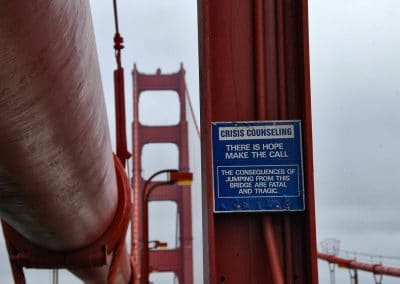 CRISIS COUNSELING
THERE IS HOPE
MAKE THE CALL
THE CONSEQUENCES OF
JUMPING FROM THIS
BRIDGE ARE FATAL
AND TRAGIC.